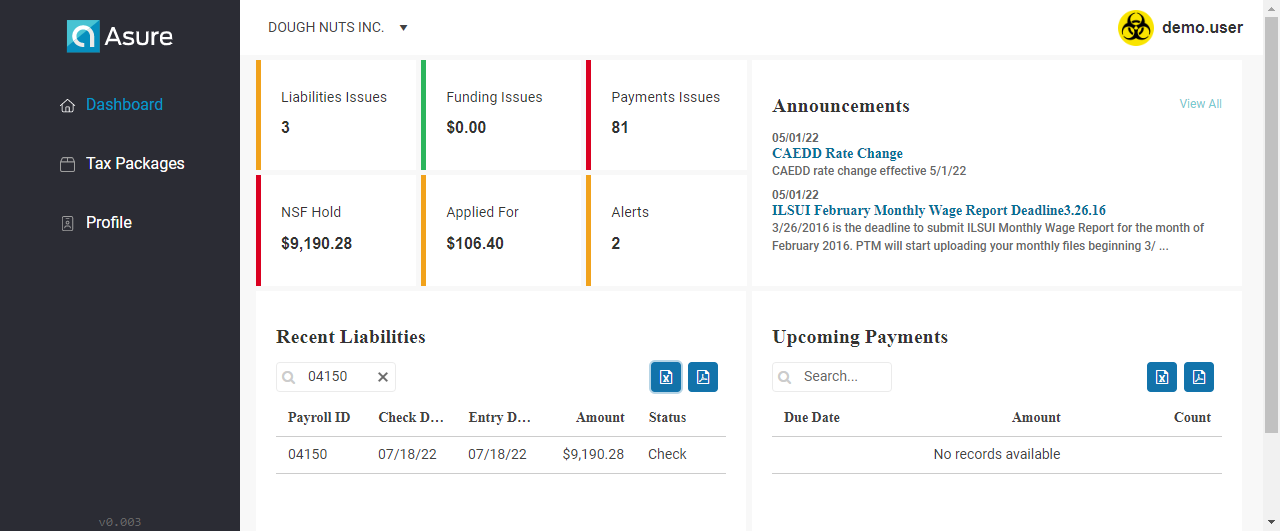 Asure
DOUGH NUTS INC.
demo.user
Dashboard
Tax Packages
Profile
v0.003
Liabilities Issues
3
Funding Issues
$0.00
Payments Issues
81
NSF Hold
$9,190.28
Applied For
$106.40
Alerts
2
Announcements
View All
05/01/22
CAEDD Rate Change
CAEDD rate change effective 5/1/22
05/01/22
ILSUI February Monthly Wage Report Deadline3.26.16
3/26/2016 is the deadline to submit ILSUI Monthly Wage Report for the month of
February 2016. PTM will start uploading your monthly files beginning 3/ ...
Recent Liabilities
04150
Payroll ID Check D... Entry D... Amount Status
04150 07/18/22 07/18/22 $9,190.28 Check
Upcoming Payments
Search...
Due Date Amount Count
No records available